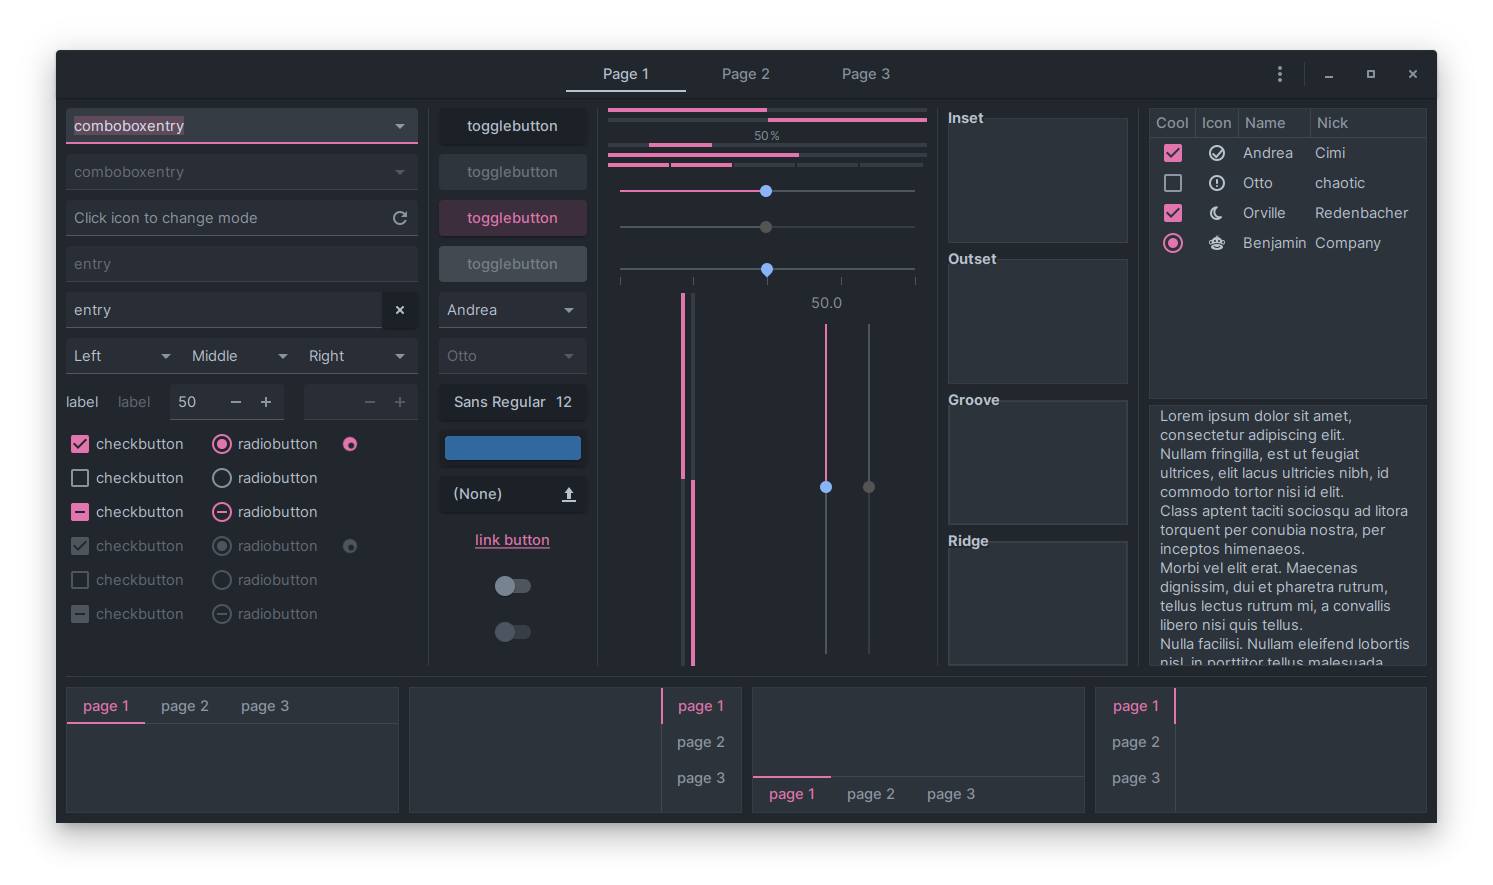 Page 1 Page 2 Page 3
comboboxentry
comboboxentry
Click icon to change mode
entry
entry
Left Middle Right
label label 50
checkbutton radiobutton
checkbutton radiobutton
checkbutton radiobutton
checkbutton radiobutton
checkbutton radiobutton
checkbutton radiobutton
togglebutton
togglebutton
togglebutton
togglebutton
Andrea
Otto
Sans Regular 12
(None)
link button
50 %
50.0
Inset
Outset
Groove
Ridge
Cool Icon Name Nick
Andrea Cimi
Otto chaotic
Orville Redenbacher
Benjamin Company
Lorem ipsum dolor sit amet,
consectetur adipiscing elit.
Nullam fringilla, est ut feugiat
ultrices, elit lacus ultricies nibh, id
commodo tortor nisi id elit.
Class aptent taciti sociosqu ad litora
torquent per conubia nostra, per
inceptos himenaeos.
Morbi vel elit erat. Maecenas
dignissim, dui et pharetra rutrum,
tellus lectus rutrum mi, a convallis
libero nisi quis tellus.
Nulla facilisi. Nullam eleifend lobortis
nisl, in porttitor tellus malesuada
page 1 page 2 page 3
page 1
page 2
page 3
page 1 page 2 page 3
page 1
page 2
page 3